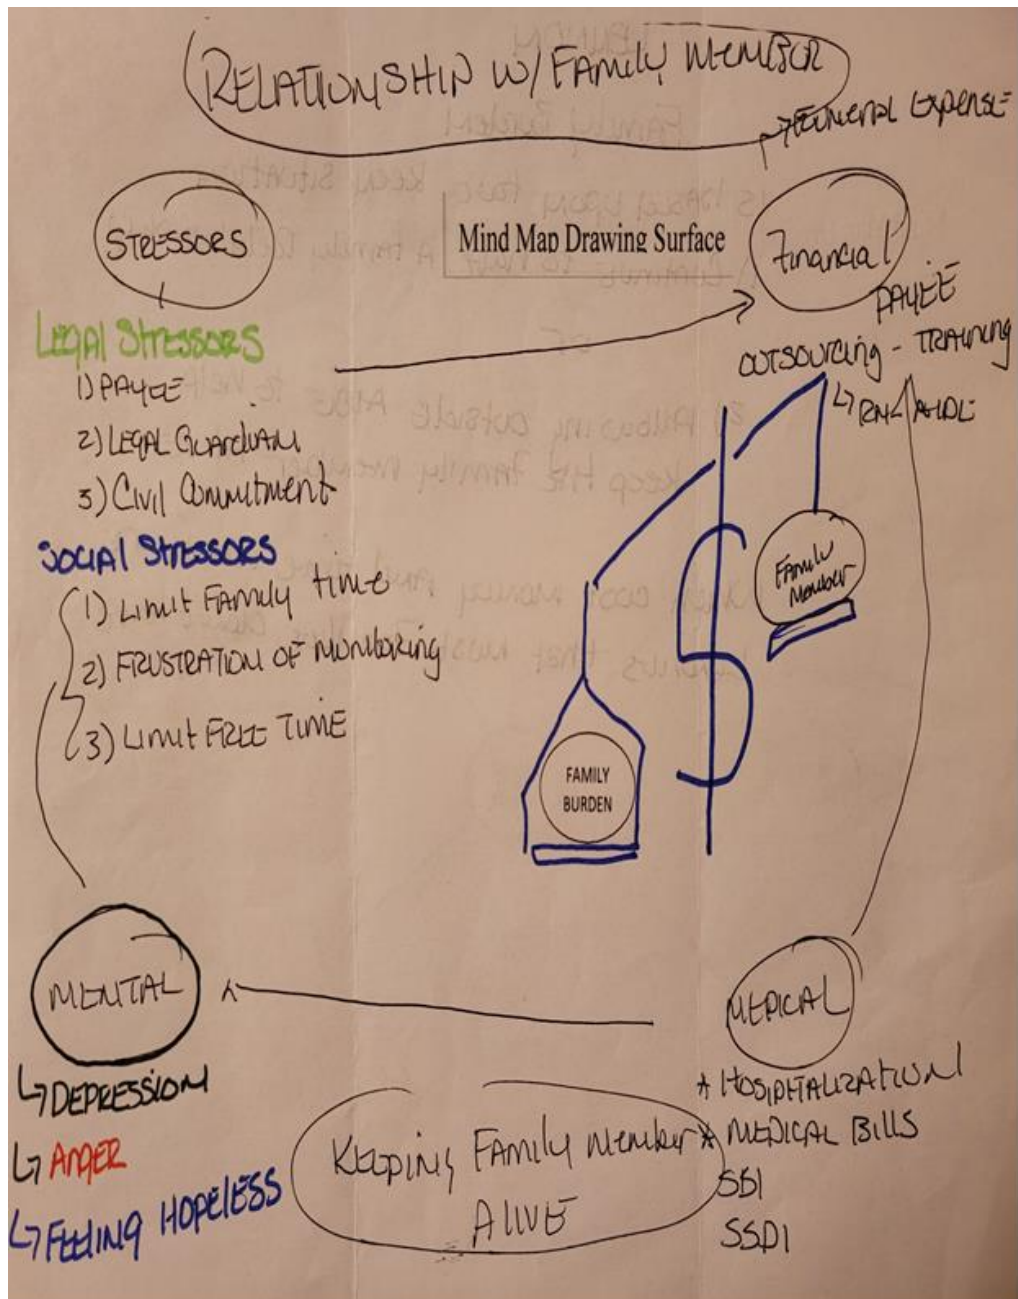 RELATIONSHIP W/ FAMILY MEMBER
Funeral Expense
STRESSORS
Mind Map Drawing Surface
Financial
PAYEE
OUTSOURCING - TRAINING
LEGAL STRESSORS
1) PAYEE
2) LEGAL Guardian
3) Civil Commitment
SOCIAL STRESSORS
1) Limit Family time
2) FRUSTRATION OF MONITORING
3) Limit FREE TIME
Family
Member
FAMILY
BURDEN
MENTAL
DEPRESSION
ANGER
FEELING HOPELESS
MEDICAL
* HOSPITALIZATION
* MEDICAL Bills
SSI
SSDI
Keeping Family member
ALIVE